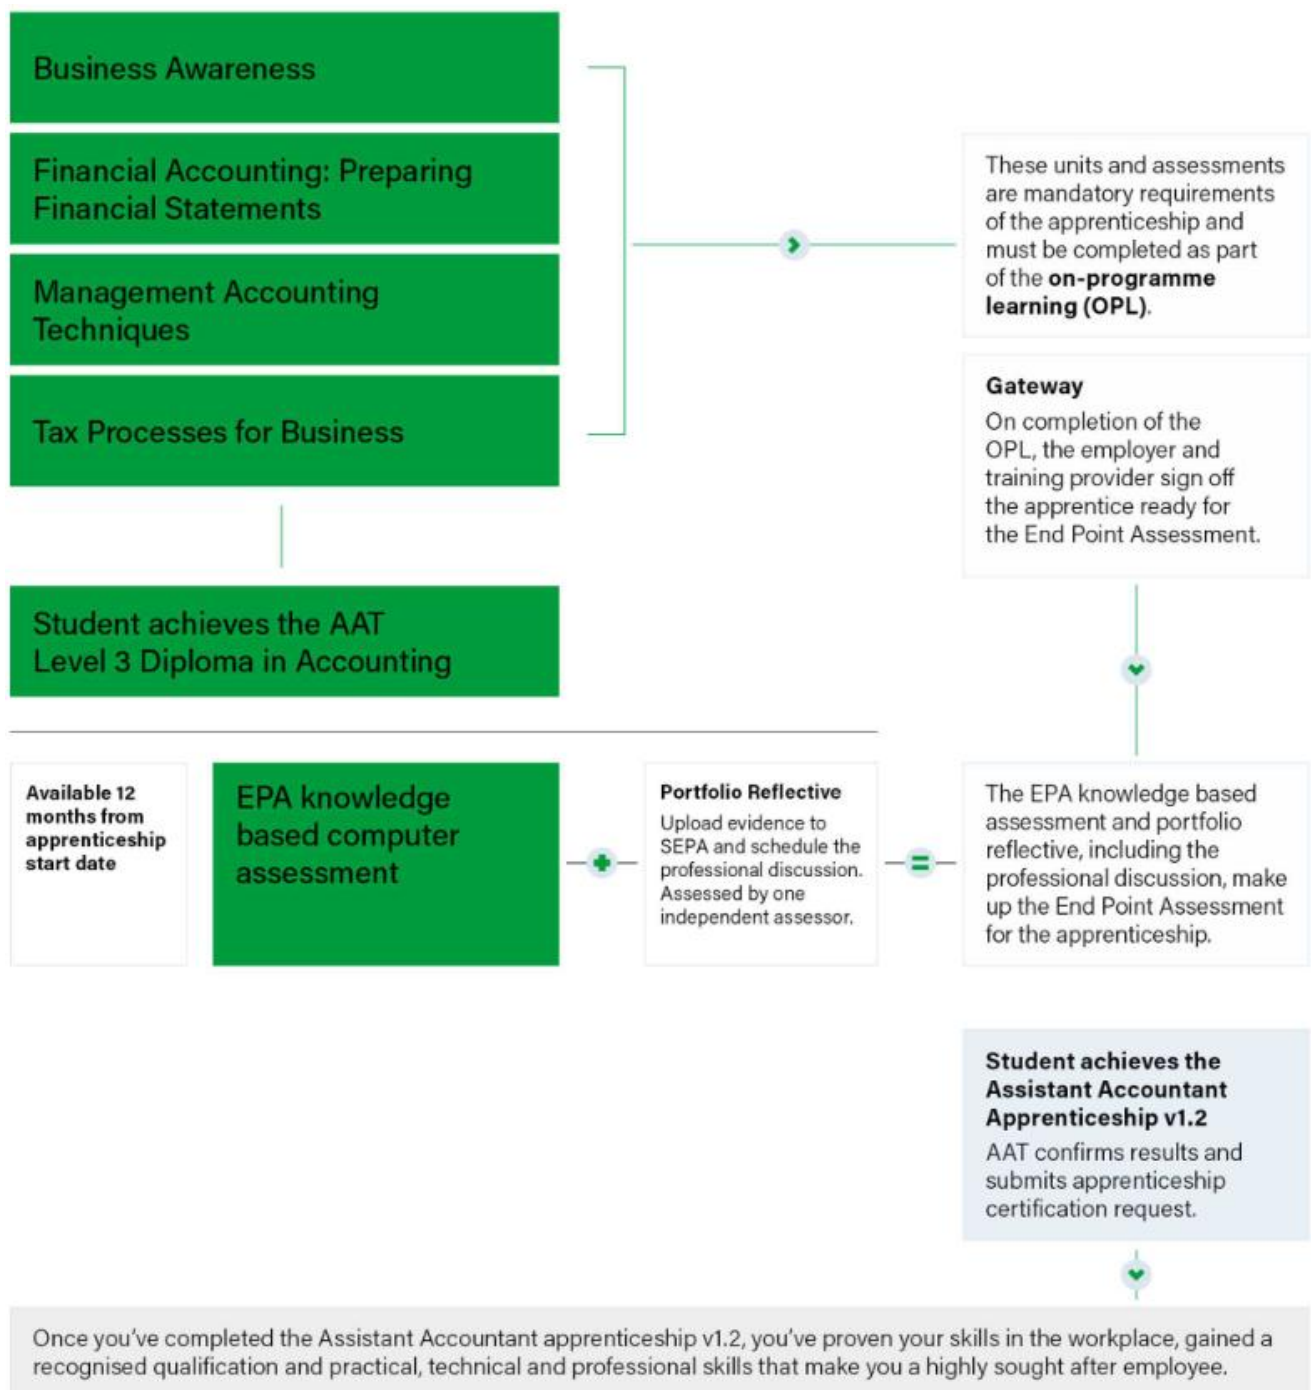 Business Awareness
Financial Accounting: Preparing
Financial Statements
Management Accounting
Techniques
Tax Processes for Business
These units and assessments
are mandatory requirements
of the apprenticeship and
must be completed as part
of the on-programme
learning (OPL).
Gateway
On completion of the
OPL, the employer and
training provider sign off
the apprentice ready for
the End Point Assessment.
Student achieves the AAT
Level 3 Diploma in Accounting
Available 12
months from
apprenticeship
start date
EPA knowledge
based computer
assessment
Portfolio Reflective
Upload evidence to
SEPA and schedule the
professional discussion.
Assessed by one
independent assessor.
The EPA knowledge based
assessment and portfolio
reflective, including the
professional discussion, make
up the End Point Assessment
for the apprenticeship.
Student achieves the
Assistant Accountant
Apprenticeship v1.2
AAT confirms results and
submits apprenticeship
certification request.
Once you've completed the Assistant Accountant apprenticeship v1.2, you've proven your skills in the workplace, gained a
recognised qualification and practical, technical and professional skills that make you a highly sought after employee.